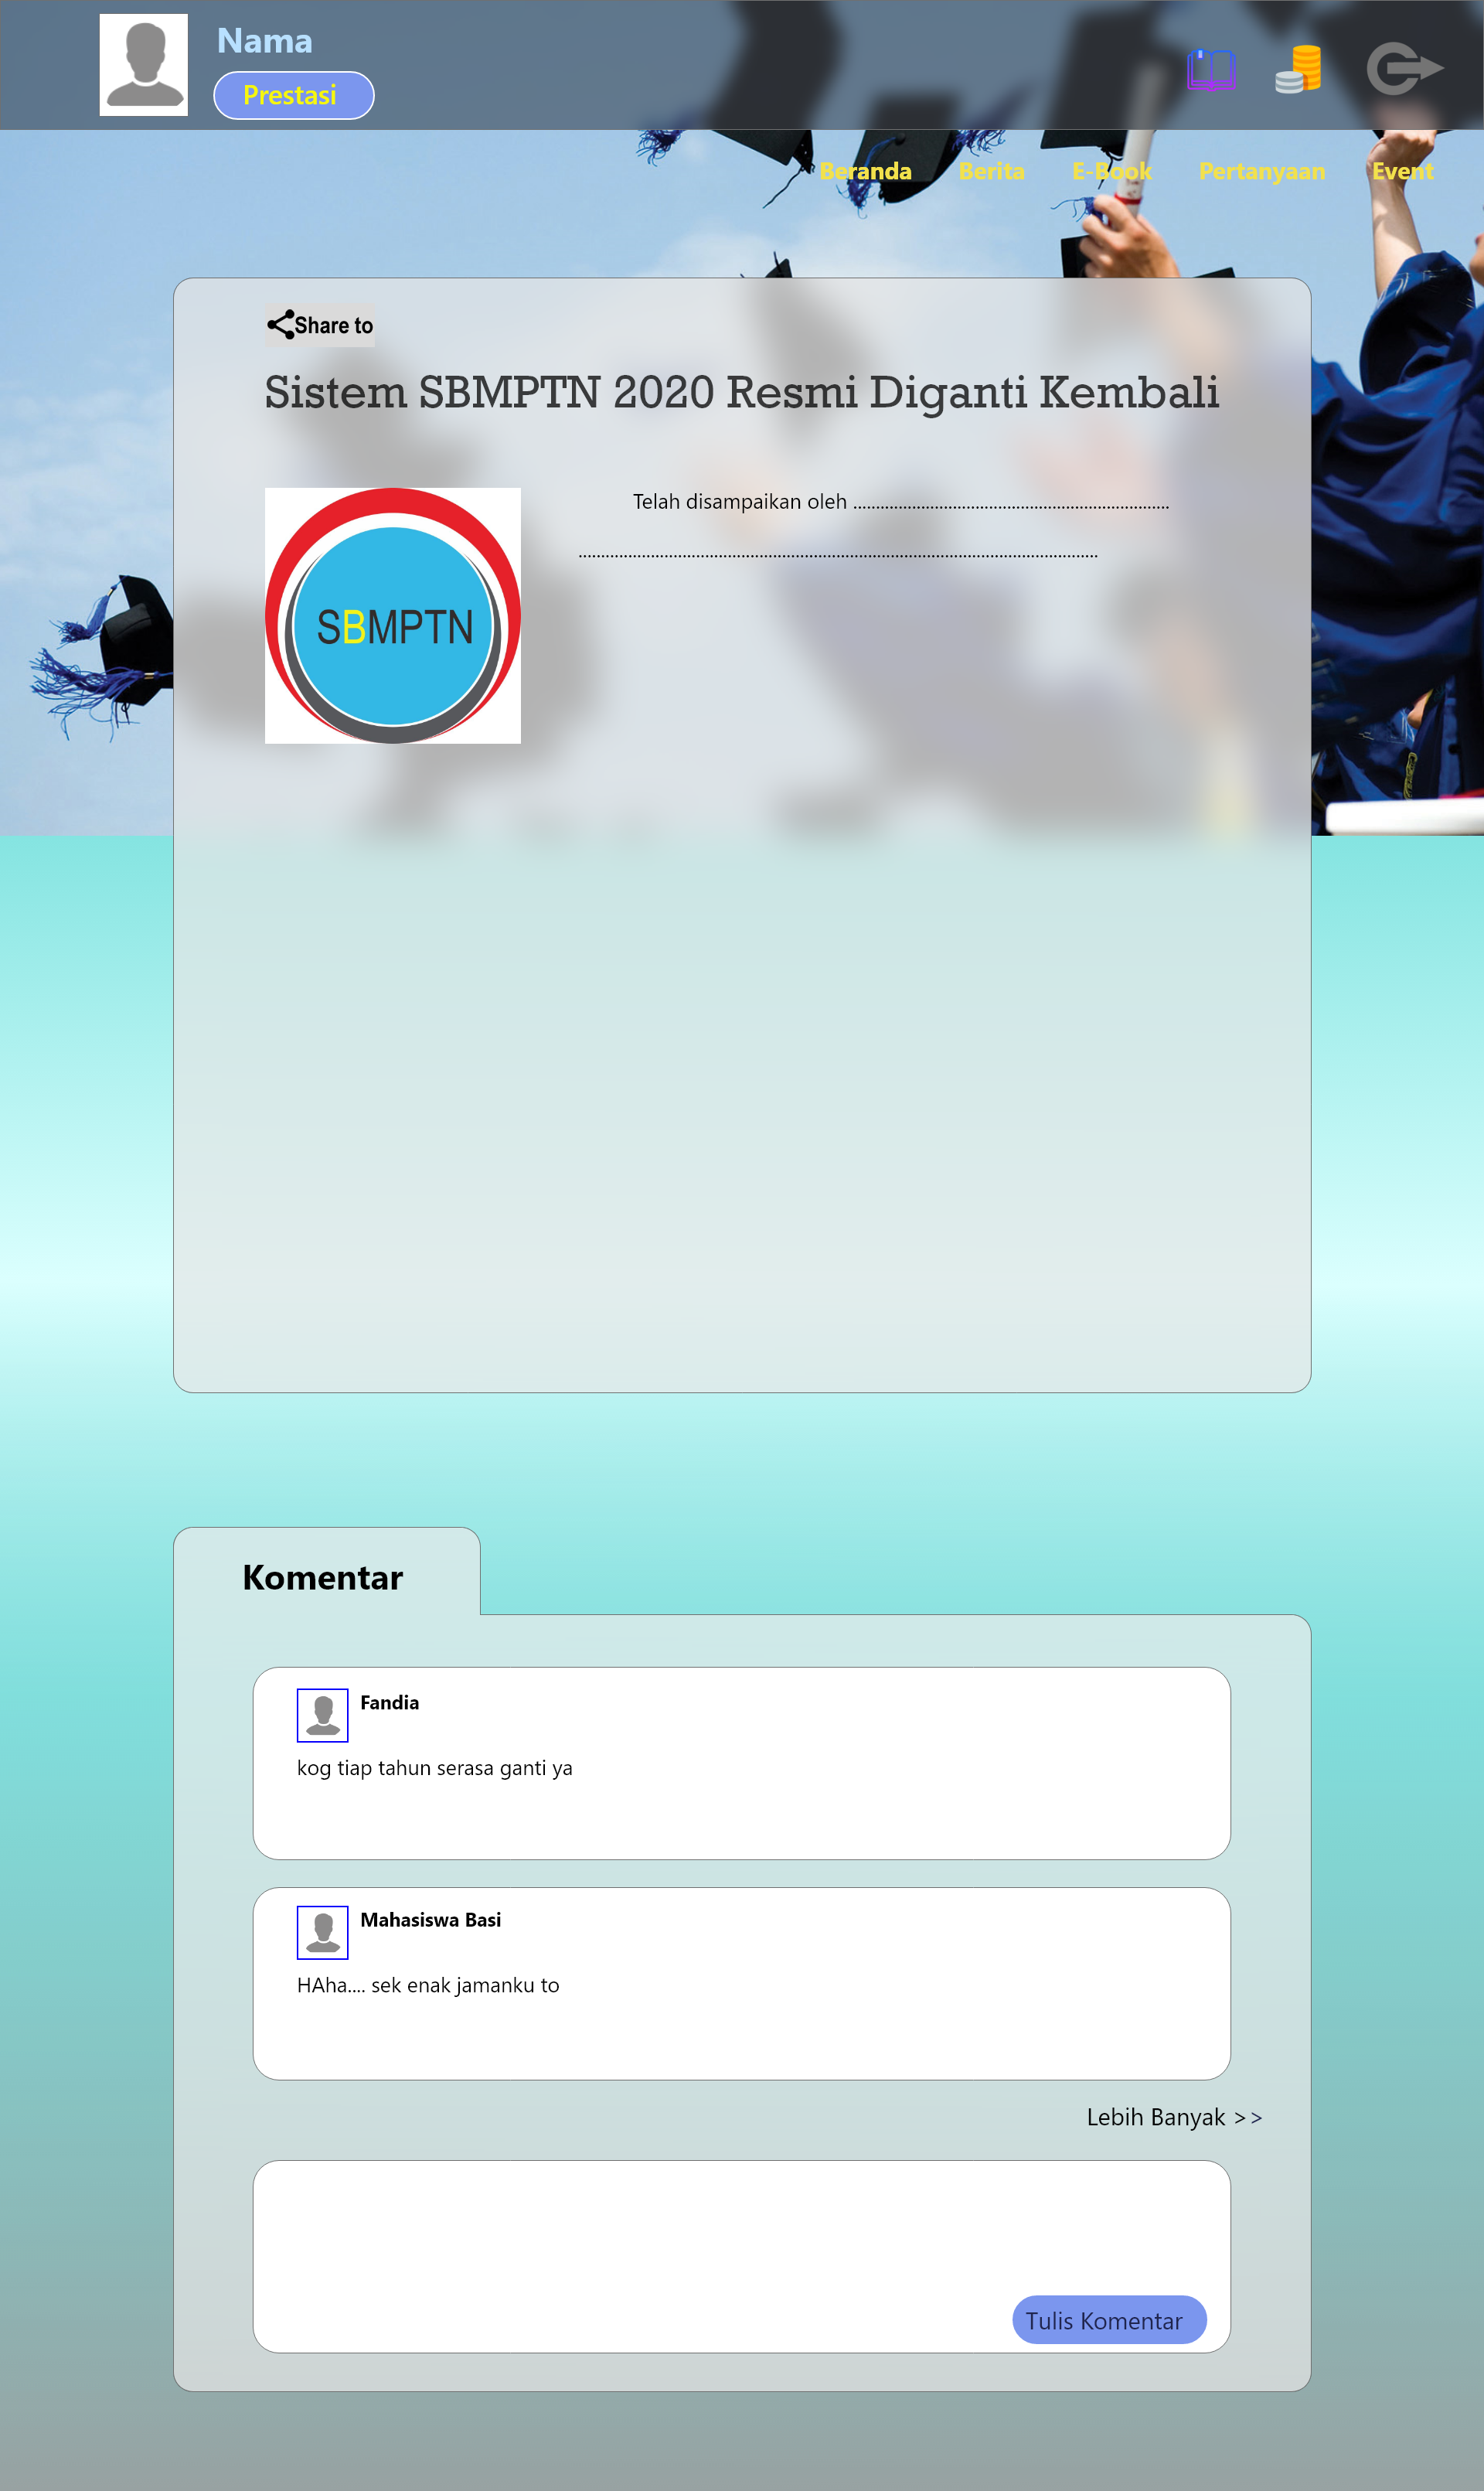 Nama
Prestasi
Beranda Berita E-Book Pertanyaan Event
Share to
Sistem SBMPTN 2020 Resmi Diganti Kembali
Telah disampaikan oleh ......................................................................
...................................................................................................................
SBMPTN
Komentar
Fandia
kog tiap tahun serasa ganti ya
Mahasiswa Basi
HAha.... sek enak jamanku to
Lebih Banyak >>
Tulis Komentar